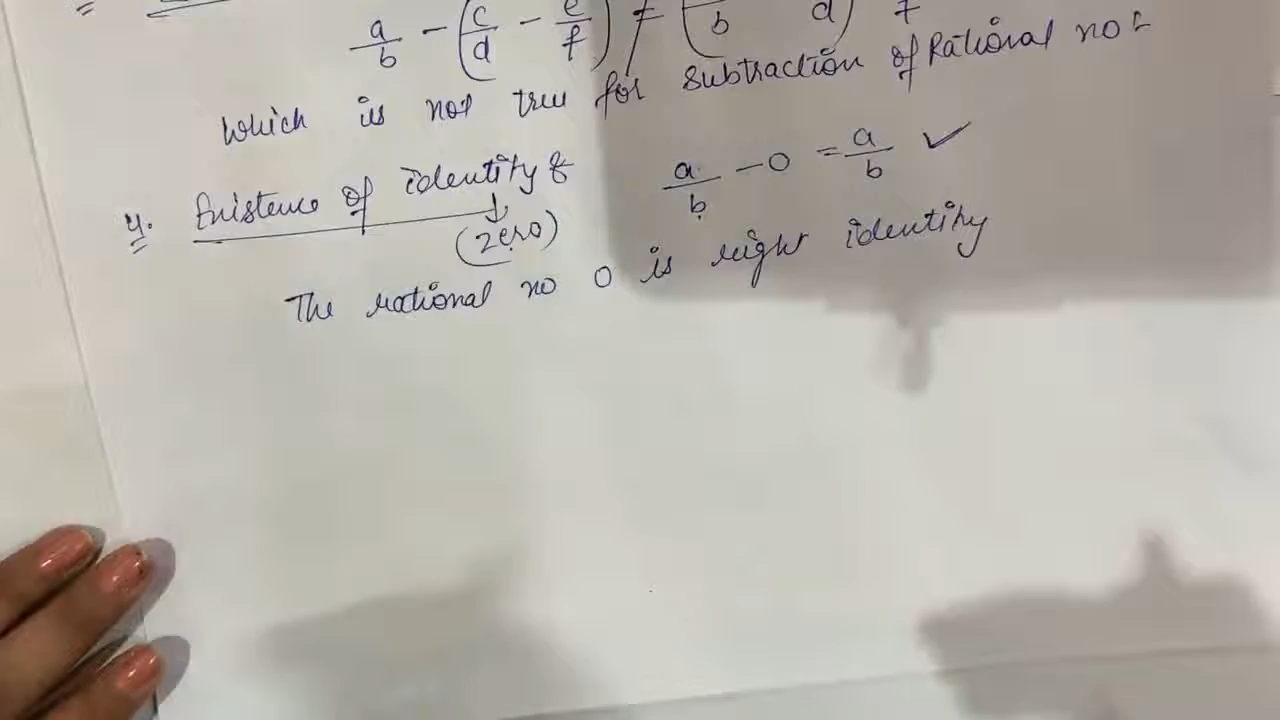 a/b - (c/d - e/f) ≠ ( b d) f
Which is not true for subtraction of Rational no
4. Existence of identity & a/b - 0 = a/b ✓
(zero)
The rational no 0 is right identity